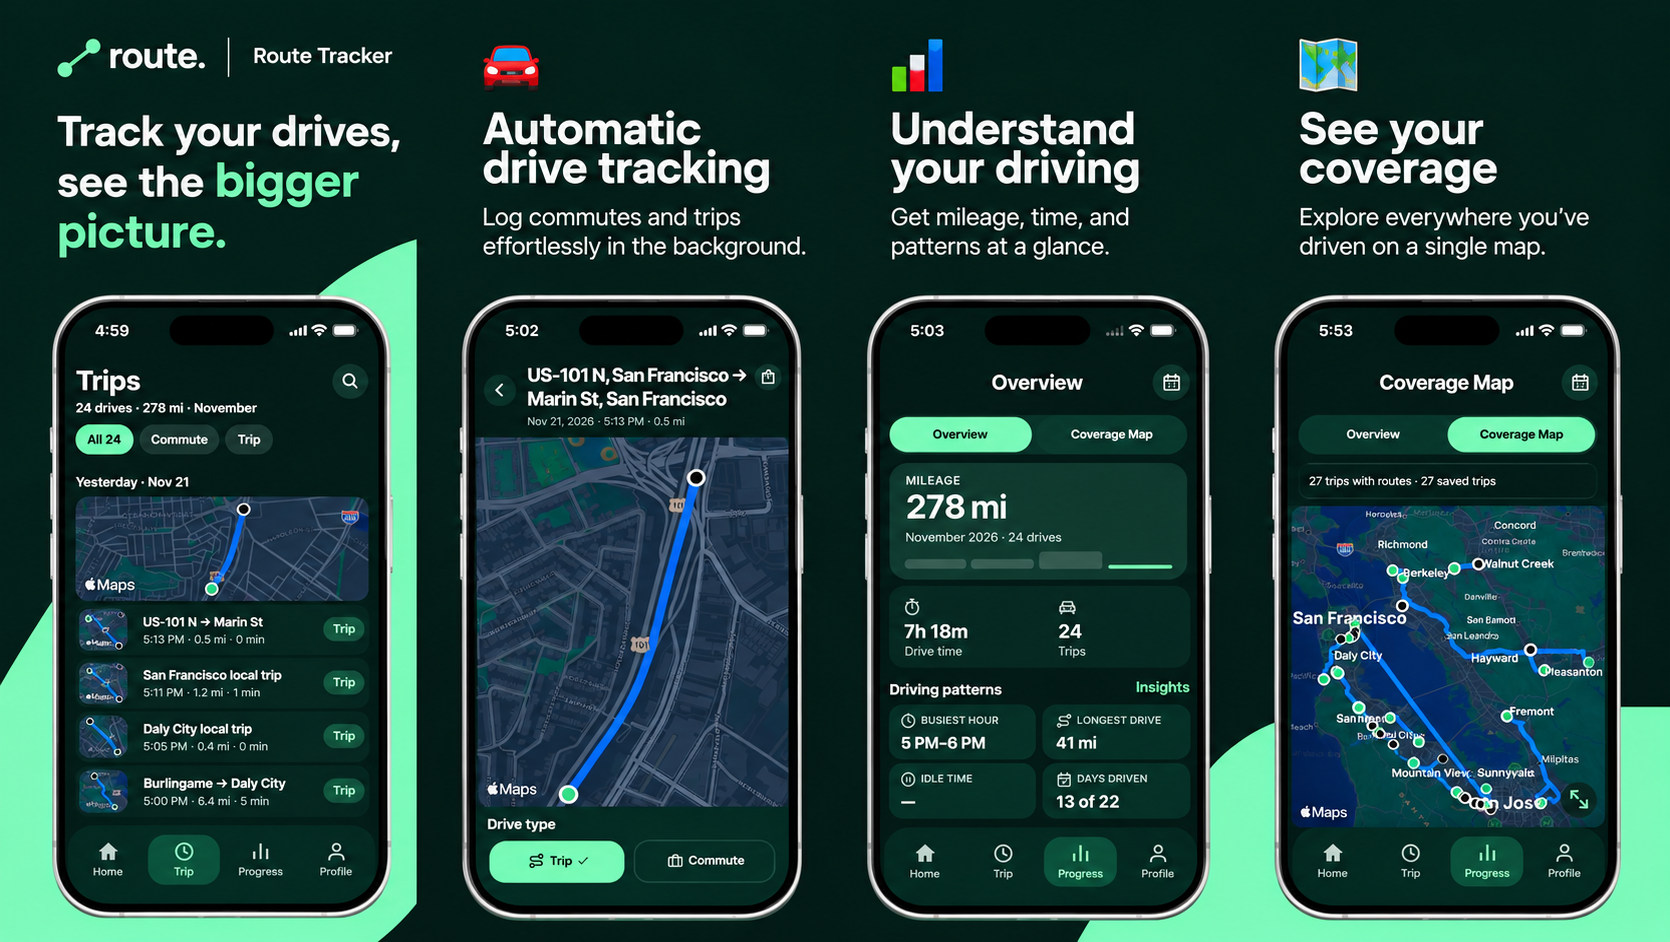 route.
Route Tracker
Track your drives,
see the bigger
picture.
4:59
Trips
24 drives · 278 mi · November
All 24
Commute
Trip
Yesterday · Nov 21
Maps
US-101 N → Marin St
5:13 PM · 0.5 mi · 0 min
Trip
San Francisco local trip
5:11 PM · 1.2 mi · 1 min
Trip
Daly City local trip
5:05 PM · 0.4 mi · 0 min
Trip
Burlingame → Daly City
5:00 PM · 6.4 mi · 5 min
Trip
Home
Trip
Progress
Profile
Automatic
drive tracking
Log commutes and trips
effortlessly in the background.
5:02
US-101 N, San Francisco →
Marin St, San Francisco
Nov 21, 2026 · 5:13 PM · 0.5 mi
101
Maps
Drive type
Trip ✓
Commute
Understand
your driving
Get mileage, time, and
patterns at a glance.
5:03
Overview
Overview
Coverage Map
MILEAGE
278 mi
November 2026 · 24 drives
7h 18m
Drive time
24
Trips
Driving patterns
Insights
BUSIEST HOUR
5 PM–6 PM
LONGEST DRIVE
41 mi
IDLE TIME
—
DAYS DRIVEN
13 of 22
Home
Trip
Progress
Profile
See your
coverage
Explore everywhere you've
driven on a single map.
5:53
Coverage Map
Overview
Coverage Map
27 trips with routes · 27 saved trips
Concord
Richmond
Berkeley
Walnut Creek
Danville
San Francisco
San Ramon
San Leandro
Daly City
Hayward
Pleasanton
Fremont
Milpitas
Mountain View
Sunnyvale
Maps
Home
Trip
Progress
Profile